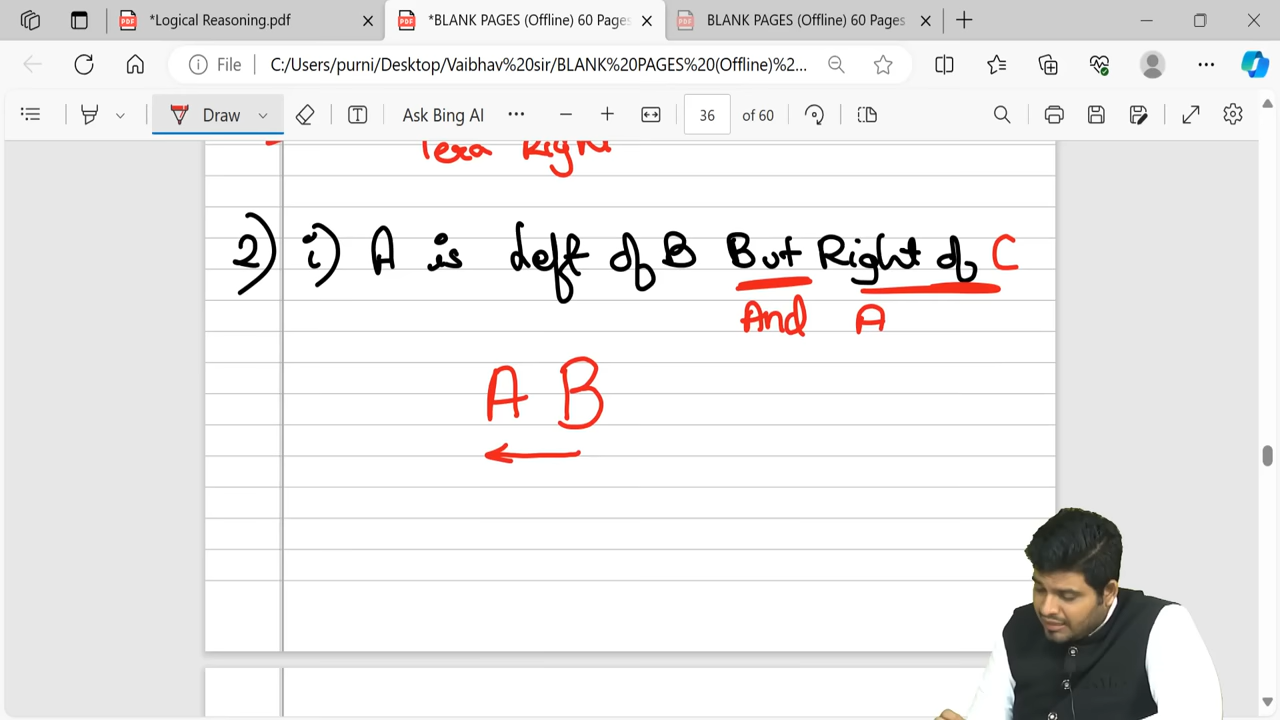 *Logical Reasoning.pdf
*BLANK PAGES (Offline) 60 Pages
BLANK PAGES (Offline) 60 Pages
File
C:/Users/purni/Desktop/Vaibhav%20sir/BLANK%20PAGES%20(Offline)%2...
Draw
Ask Bing AI
36 of 60
Tera Right
2) i) A is Left of B But Right of C
And A
A B